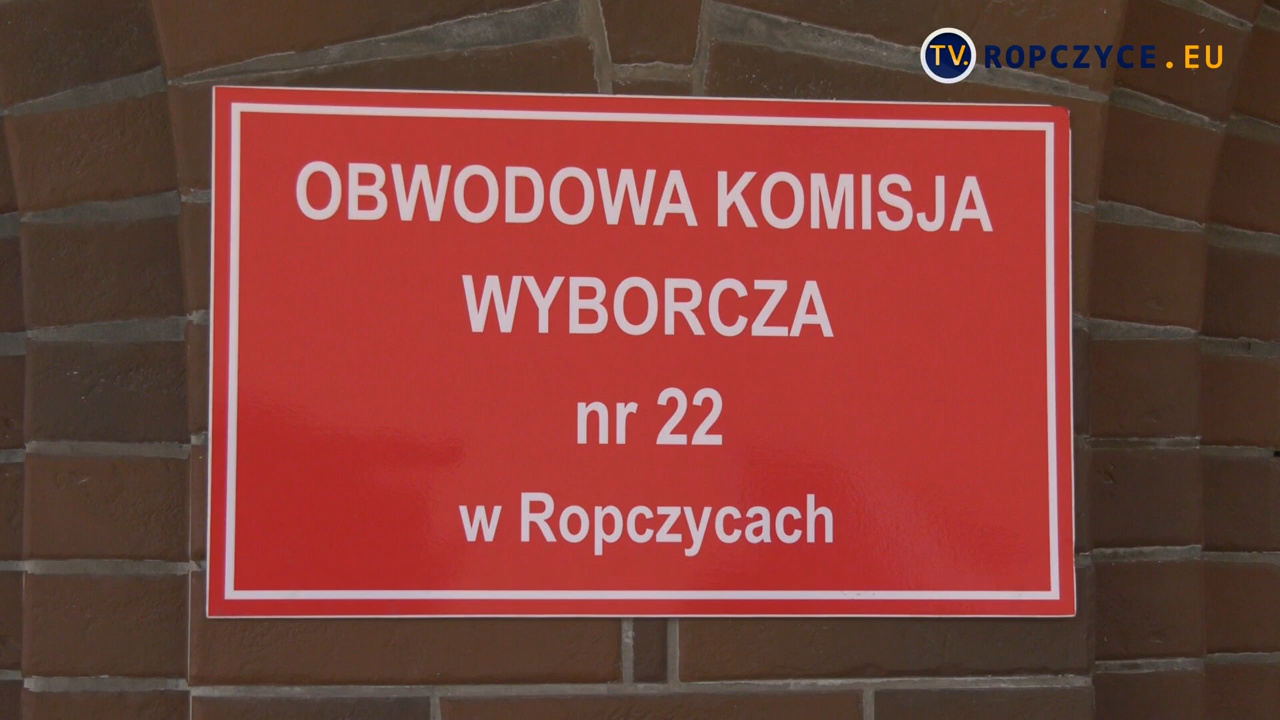 TV. ROPCZYCE.EU
OBWODOWA KOMISJA
WYBORCZA
nr 22
w Ropczycach